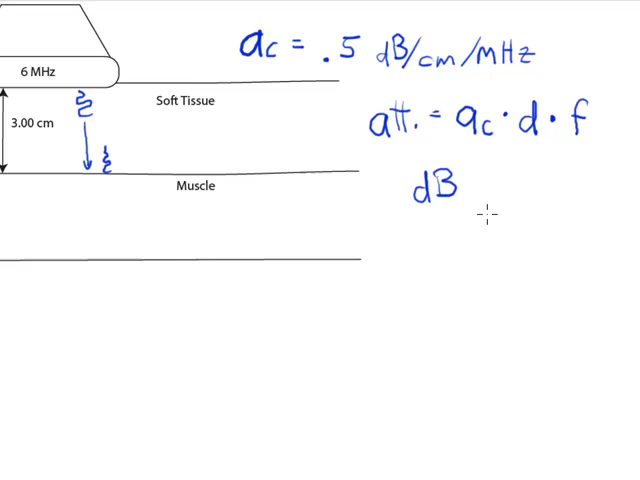 ac = .5 dB/cm/MHz
6 MHz
Soft Tissue
att. = ac · d · f
3.00 cm
Muscle
dB